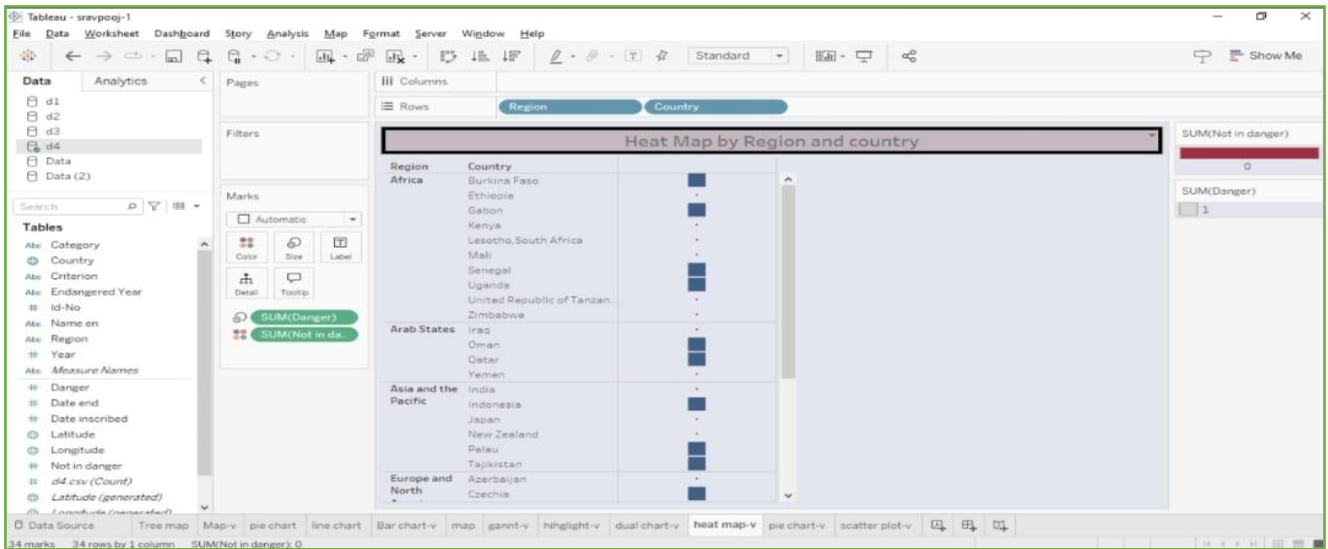 Tableau - sravpooj-1
File Data Worksheet Dashboard Story Analysis Map Format Server Window Help
Standard
Show Me
Data Analytics
d1
d2
d3
d4
Data
Data (2)
Search
Tables
Abc Category
Country
Abc Criterion
Abc Endangered Year
# Id-No
Abc Name en
Abc Region
# Year
Abc Measure Names
# Danger
# Date end
# Date inscribed
Latitude
Longitude
# Not in danger
# d4.csv (Count)
Latitude (generated)
Pages
Filters
Marks
Automatic
Color Size Label
Detail Tooltip
SUM(Danger)
SUM(Not in da..
Columns
Rows Region Country
Heat Map by Region and country
Region Country
Africa Burkina Faso
Ethiopia
Gabon
Kenya
Lesotho,South Africa
Mali
Senegal
Uganda
United Republic of Tanzan..
Zimbabwe
Arab States Iraq
Oman
Qatar
Yemen
Asia and the India
Pacific Indonesia
Japan
New Zealand
Palau
Tajikistan
Europe and Azerbaijan
North Czechia
SUM(Not in danger)
0
SUM(Danger)
1
Data Source Tree map Map-v pie chart line chart Bar chart-v map gannt-v hihglight-v dual chart-v heat map-v pie chart-v scatter plot-v
34 marks 34 rows by 1 column SUM(Not in danger): 0